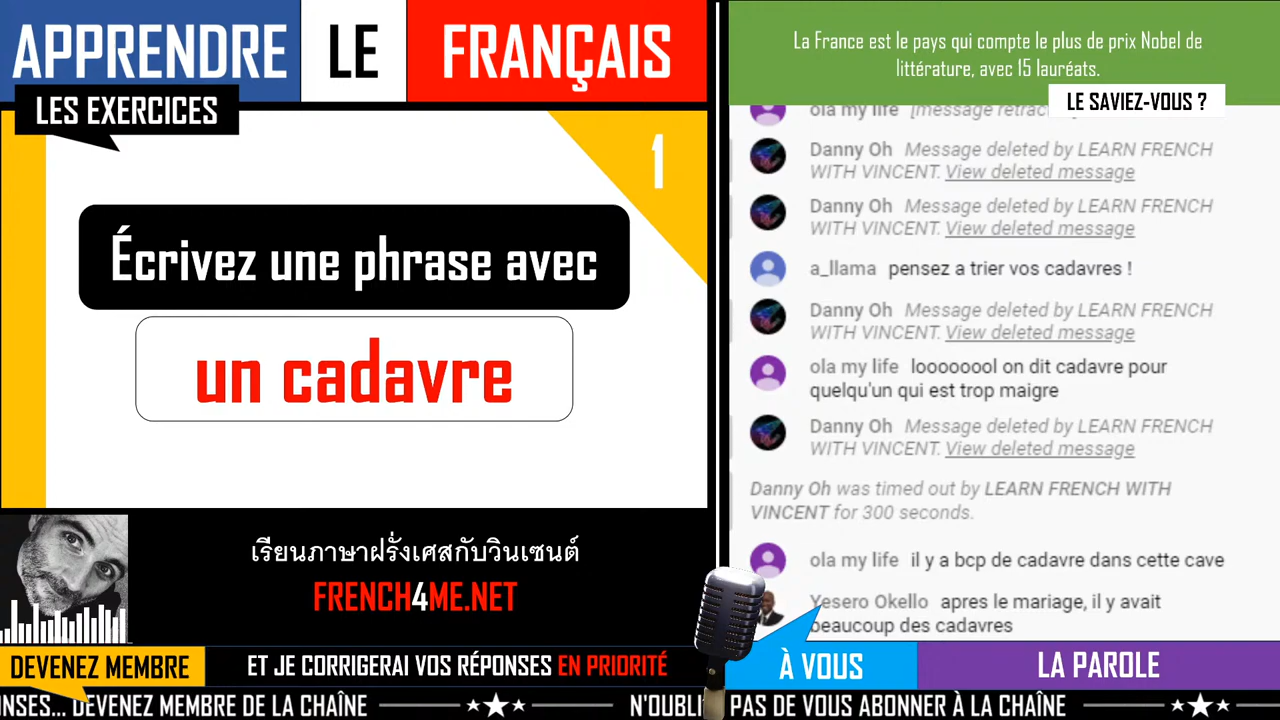 APPRENDRE LE FRANÇAIS
LES EXERCICES
1
Écrivez une phrase avec
un cadavre
เรียนภาษาฝรั่งเศสกับวินเซนต์
FRENCH4ME.NET
DEVENEZ MEMBRE
ET JE CORRIGERAI VOS RÉPONSES EN PRIORITÉ
La France est le pays qui compte le plus de prix Nobel de
littérature, avec 15 lauréats.
LE SAVIEZ-VOUS ?
ola my life [message retrac
Danny Oh Message deleted by LEARN FRENCH
WITH VINCENT. View deleted message
Danny Oh Message deleted by LEARN FRENCH
WITH VINCENT. View deleted message
a_llama pensez a trier vos cadavres !
Danny Oh Message deleted by LEARN FRENCH
WITH VINCENT. View deleted message
ola my life loooooool on dit cadavre pour
quelqu'un qui est trop maigre
Danny Oh Message deleted by LEARN FRENCH
WITH VINCENT. View deleted message
Danny Oh was timed out by LEARN FRENCH WITH
VINCENT for 300 seconds.
ola my life il y a bcp de cadavre dans cette cave
Yesero Okello apres le mariage, il y avait
beaucoup des cadavres
À VOUS
LA PAROLE
ONSES... DEVENEZ MEMBRE DE LA CHAÎNE
N'OUBLI PAS DE VOUS ABONNER À LA CHAÎNE